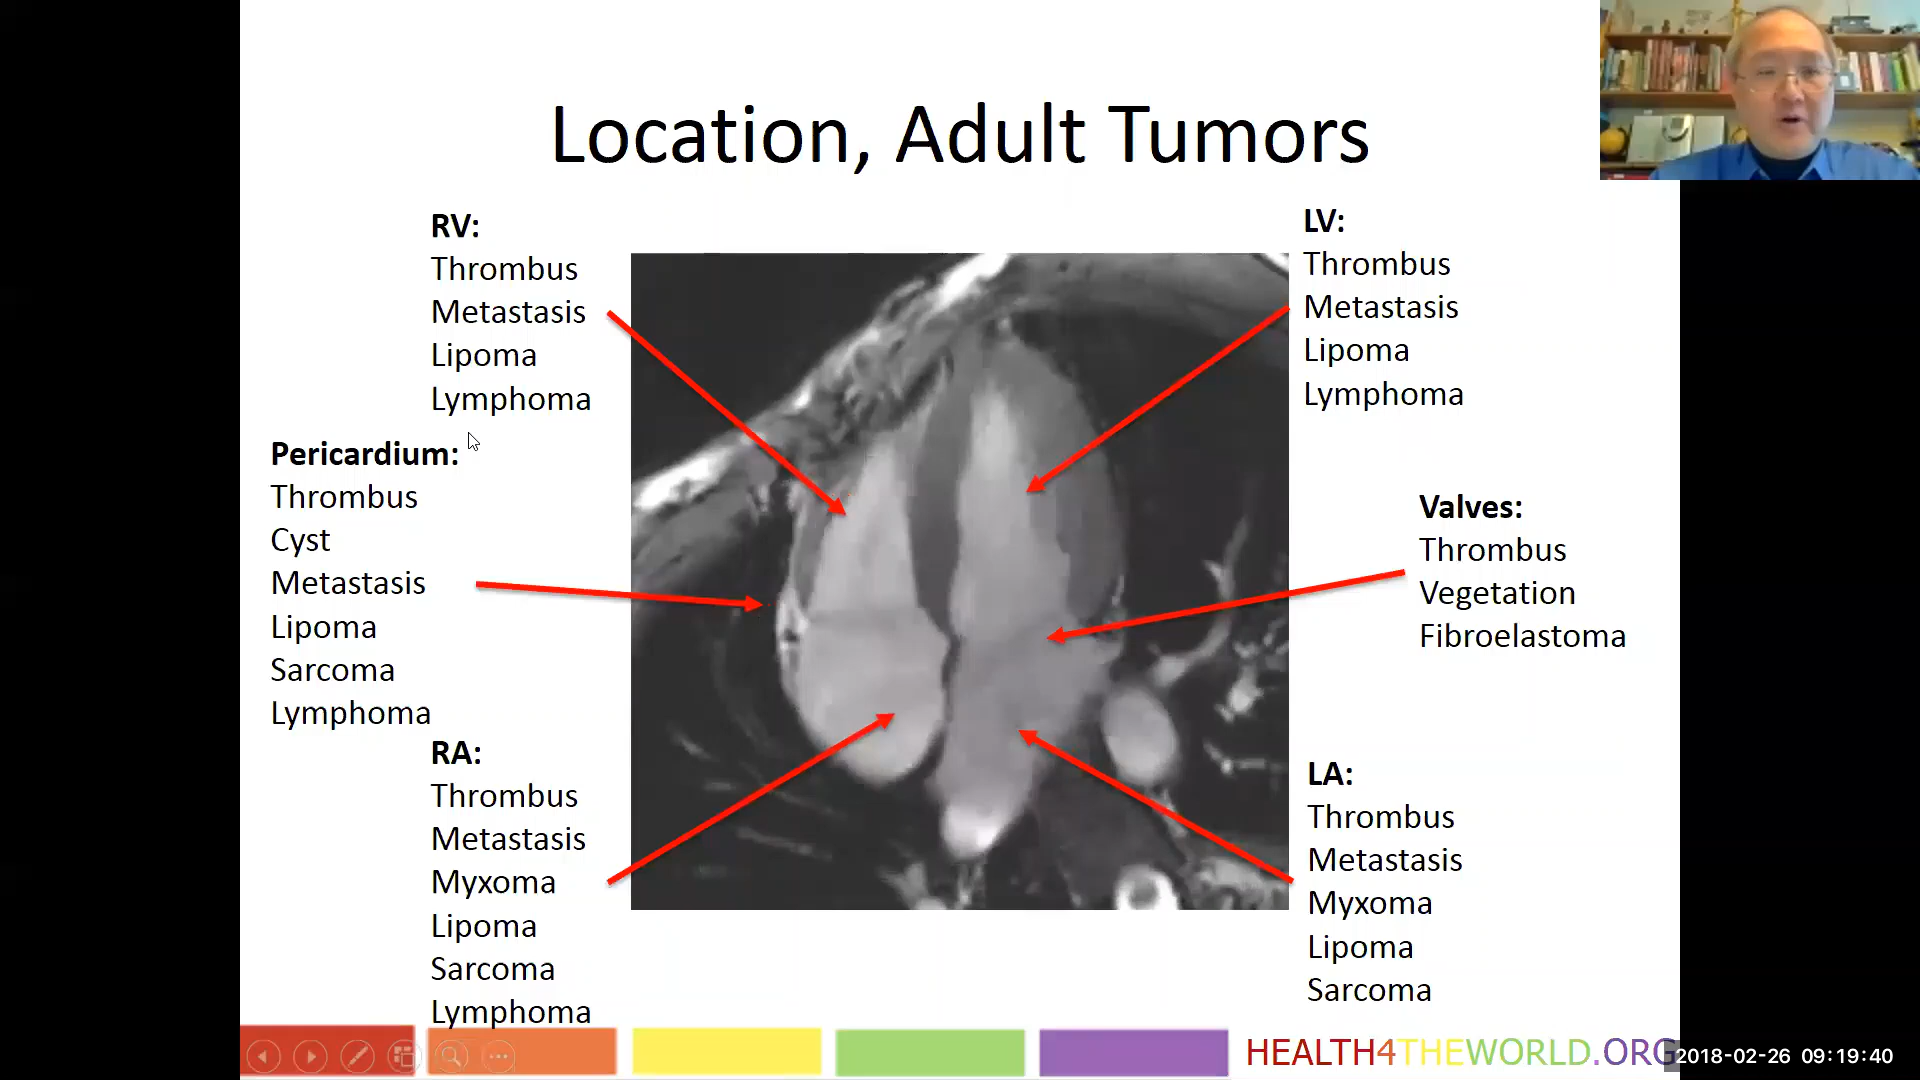 Location, Adult Tumors
RV:
Thrombus
Metastasis
Lipoma
Lymphoma
Pericardium:
Thrombus
Cyst
Metastasis
Lipoma
Sarcoma
Lymphoma
RA:
Thrombus
Metastasis
Myxoma
Lipoma
Sarcoma
Lymphoma
LV:
Thrombus
Metastasis
Lipoma
Lymphoma
Valves:
Thrombus
Vegetation
Fibroelastoma
LA:
Thrombus
Metastasis
Myxoma
Lipoma
Sarcoma
HEALTH4THEWORLD.ORG
2018-02-26 09:19:40